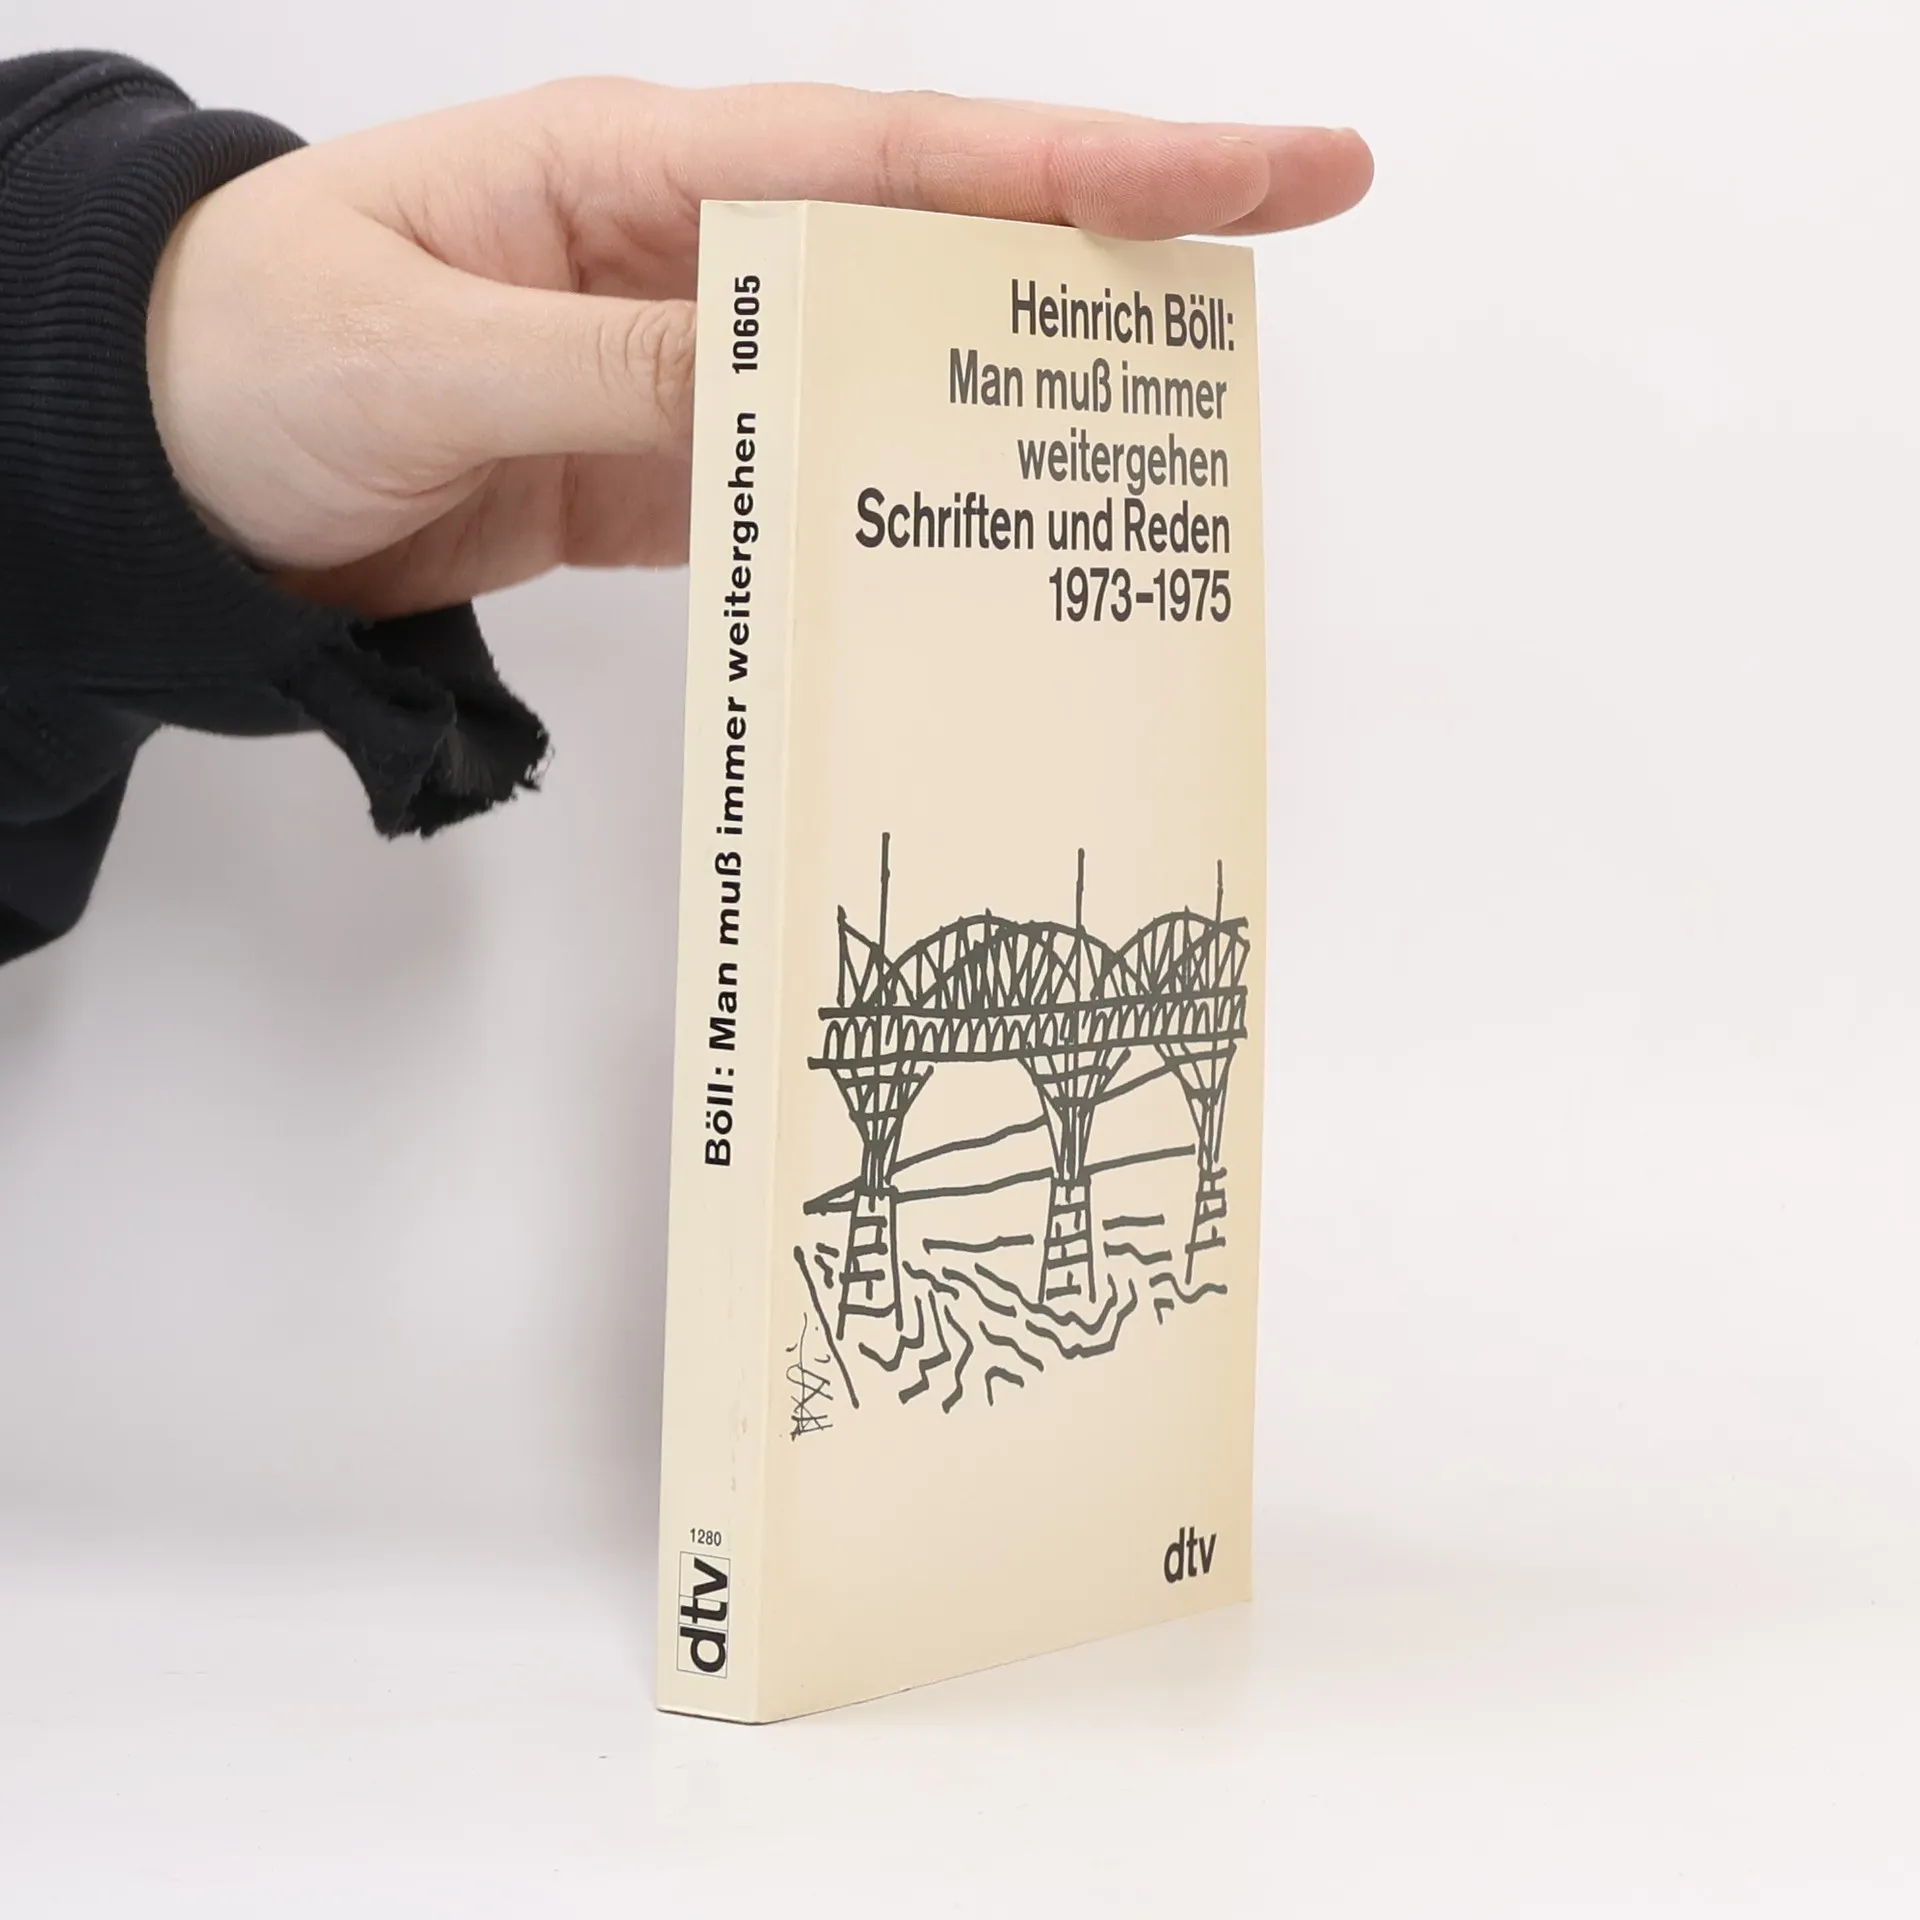 Heinrich Böll:
Man muß immer
weitergehen
Schriften und Reden
1973–1975
dtv
Böll: Man muß immer weitergehen 10605
1280
dtv